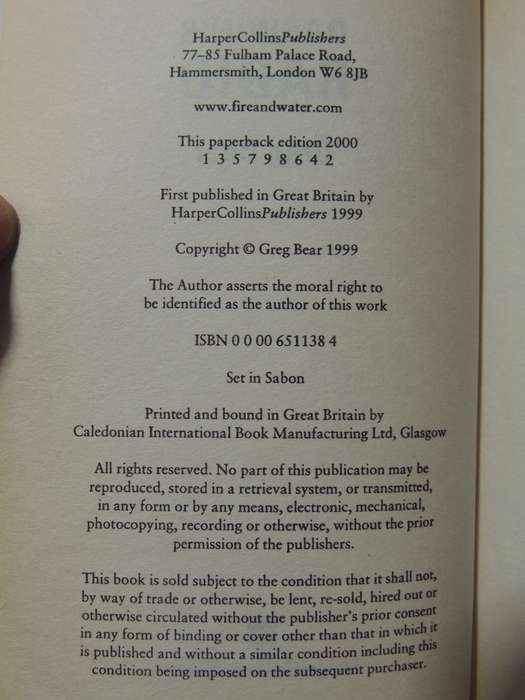 HarperCollinsPublishers
77–85 Fulham Palace Road,
Hammersmith, London W6 8JB
www.fireandwater.com
This paperback edition 2000
1 3 5 7 9 8 6 4 2
First published in Great Britain by
HarperCollinsPublishers 1999
Copyright © Greg Bear 1999
The Author asserts the moral right to
be identified as the author of this work
ISBN 0 0 00 651138 4
Set in Sabon
Printed and bound in Great Britain by
Caledonian International Book Manufacturing Ltd, Glasgow
All rights reserved. No part of this publication may be
reproduced, stored in a retrieval system, or transmitted,
in any form or by any means, electronic, mechanical,
photocopying, recording or otherwise, without the prior
permission of the publishers.
This book is sold subject to the condition that it shall not,
by way of trade or otherwise, be lent, re-sold, hired out or
otherwise circulated without the publisher's prior consent
in any form of binding or cover other than that in which it
is published and without a similar condition including this
condition being imposed on the subsequent purchaser.